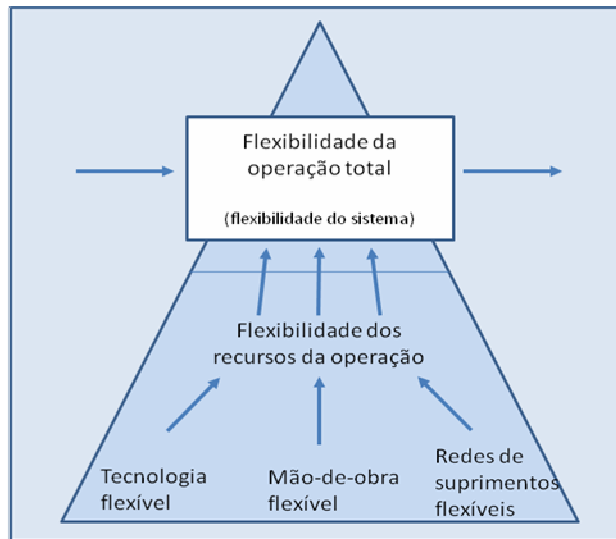 Flexibilidade da
operação total
(flexibilidade do sistema)
Flexibilidade dos
recursos da operação
Tecnologia
flexível
Mão-de-obra
flexível
Redes de
suprimentos
flexíveis